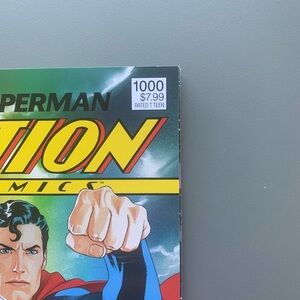 PERMAN
1000
$7.99
RATED T TEEN
TION
MICS